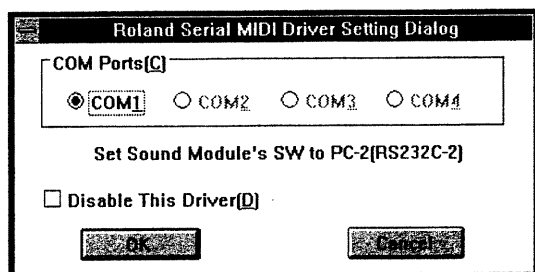 Roland Serial MIDI Driver Setting Dialog
COM Ports(C)
COM1 COM2 COM3 COM4
Set Sound Module's SW to PC-2(RS232C-2)
Disable This Driver(D)
OK Cancel